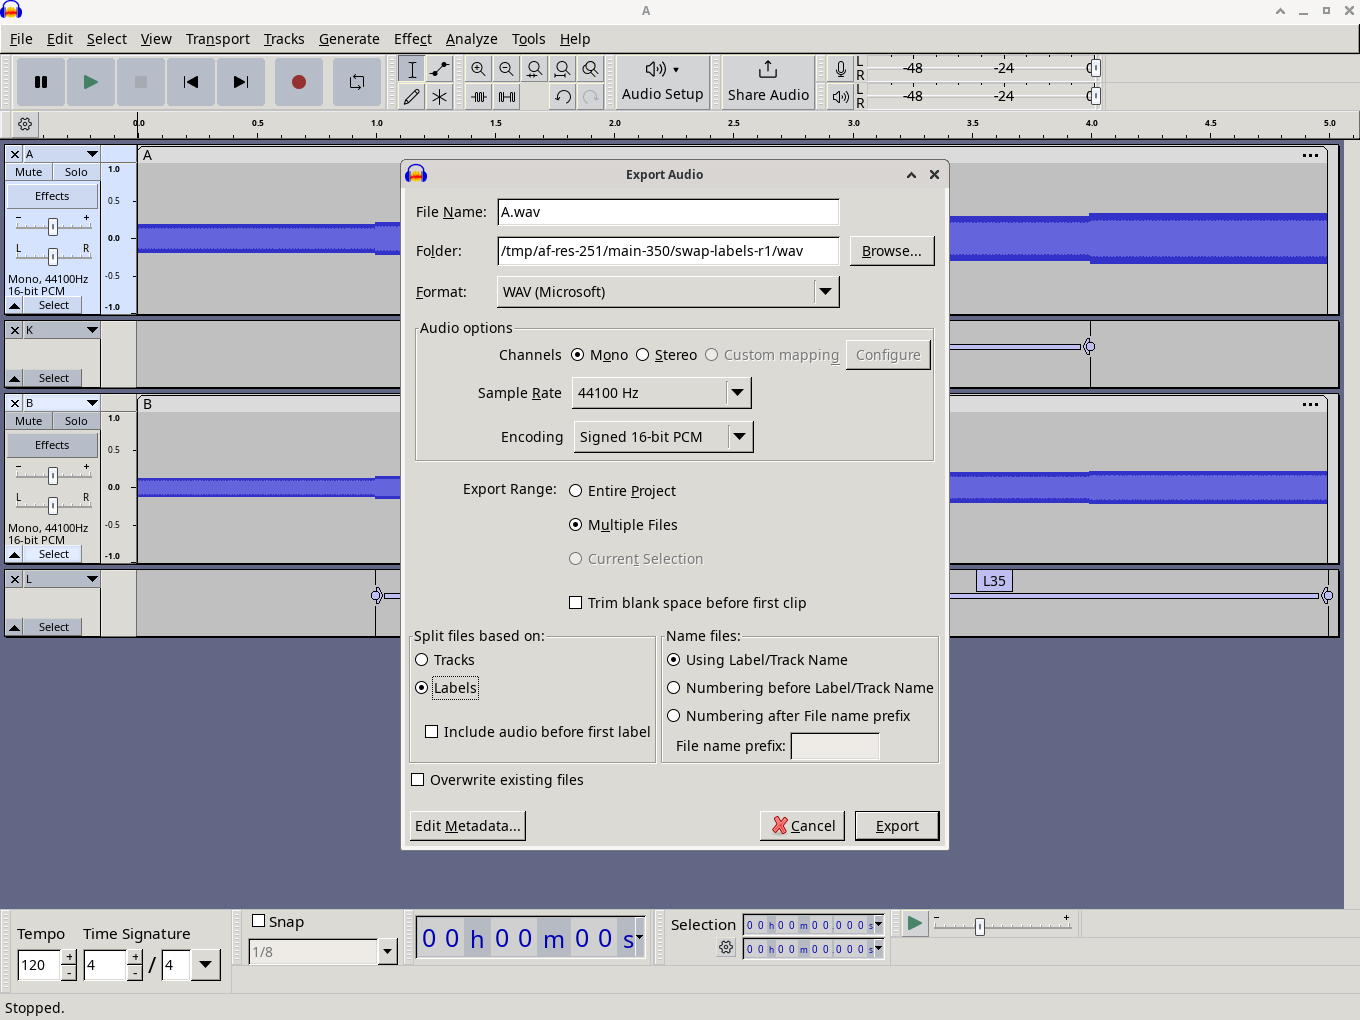 A
File Edit Select View Transport Tracks Generate Effect Analyze Tools Help
Audio Setup
Share Audio
L R -48 -24 0
L R -48 -24 0
0.0 0.5 1.0 1.5 2.0 2.5 3.0 3.5 4.0 4.5 5.0
A
Mute Solo
Effects
- +
L R
Mono, 44100Hz
16-bit PCM
Select
1.0
0.5
0.0
-0.5
-1.0
A
...
K
Select
B
Mute Solo
Effects
- +
L R
Mono, 44100Hz
16-bit PCM
Select
1.0
0.5
0.0
-0.5
-1.0
B
...
L
Select
L35
Export Audio
File Name: A.wav
Folder: /tmp/af-res-251/main-350/swap-labels-r1/wav Browse...
Format: WAV (Microsoft)
Audio options
Channels Mono Stereo Custom mapping Configure
Sample Rate 44100 Hz
Encoding Signed 16-bit PCM
Export Range: Entire Project
Multiple Files
Current Selection
Trim blank space before first clip
Split files based on:
Tracks
Labels
Include audio before first label
Name files:
Using Label/Track Name
Numbering before Label/Track Name
Numbering after File name prefix
File name prefix:
Overwrite existing files
Edit Metadata... Cancel Export
Tempo
120
Time Signature
4 / 4
Snap
1/8
00h00m00s
Selection
00h00m00.000s
00h00m00.000s
- +
Stopped.